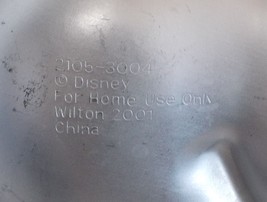 2105-3004
© Disney
For Home Use Only
Wilton 2001
China